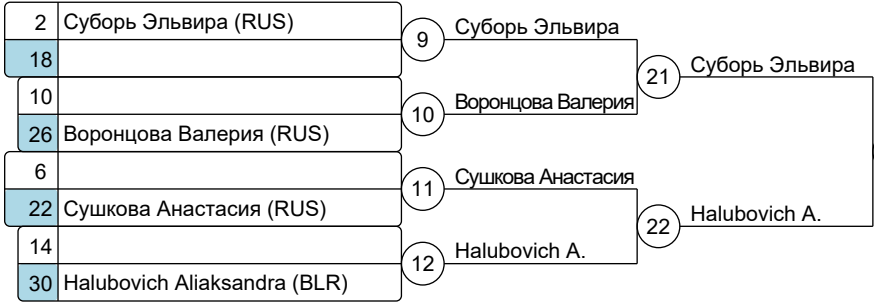 2 Суборь Эльвира (RUS)
18
10
26 Воронцова Валерия (RUS)
6
22 Сушкова Анастасия (RUS)
14
30 Halubovich Aliaksandra (BLR)
9 Суборь Эльвира
10 Воронцова Валерия
11 Сушкова Анастасия
12 Halubovich A.
21 Суборь Эльвира
22 Halubovich A.